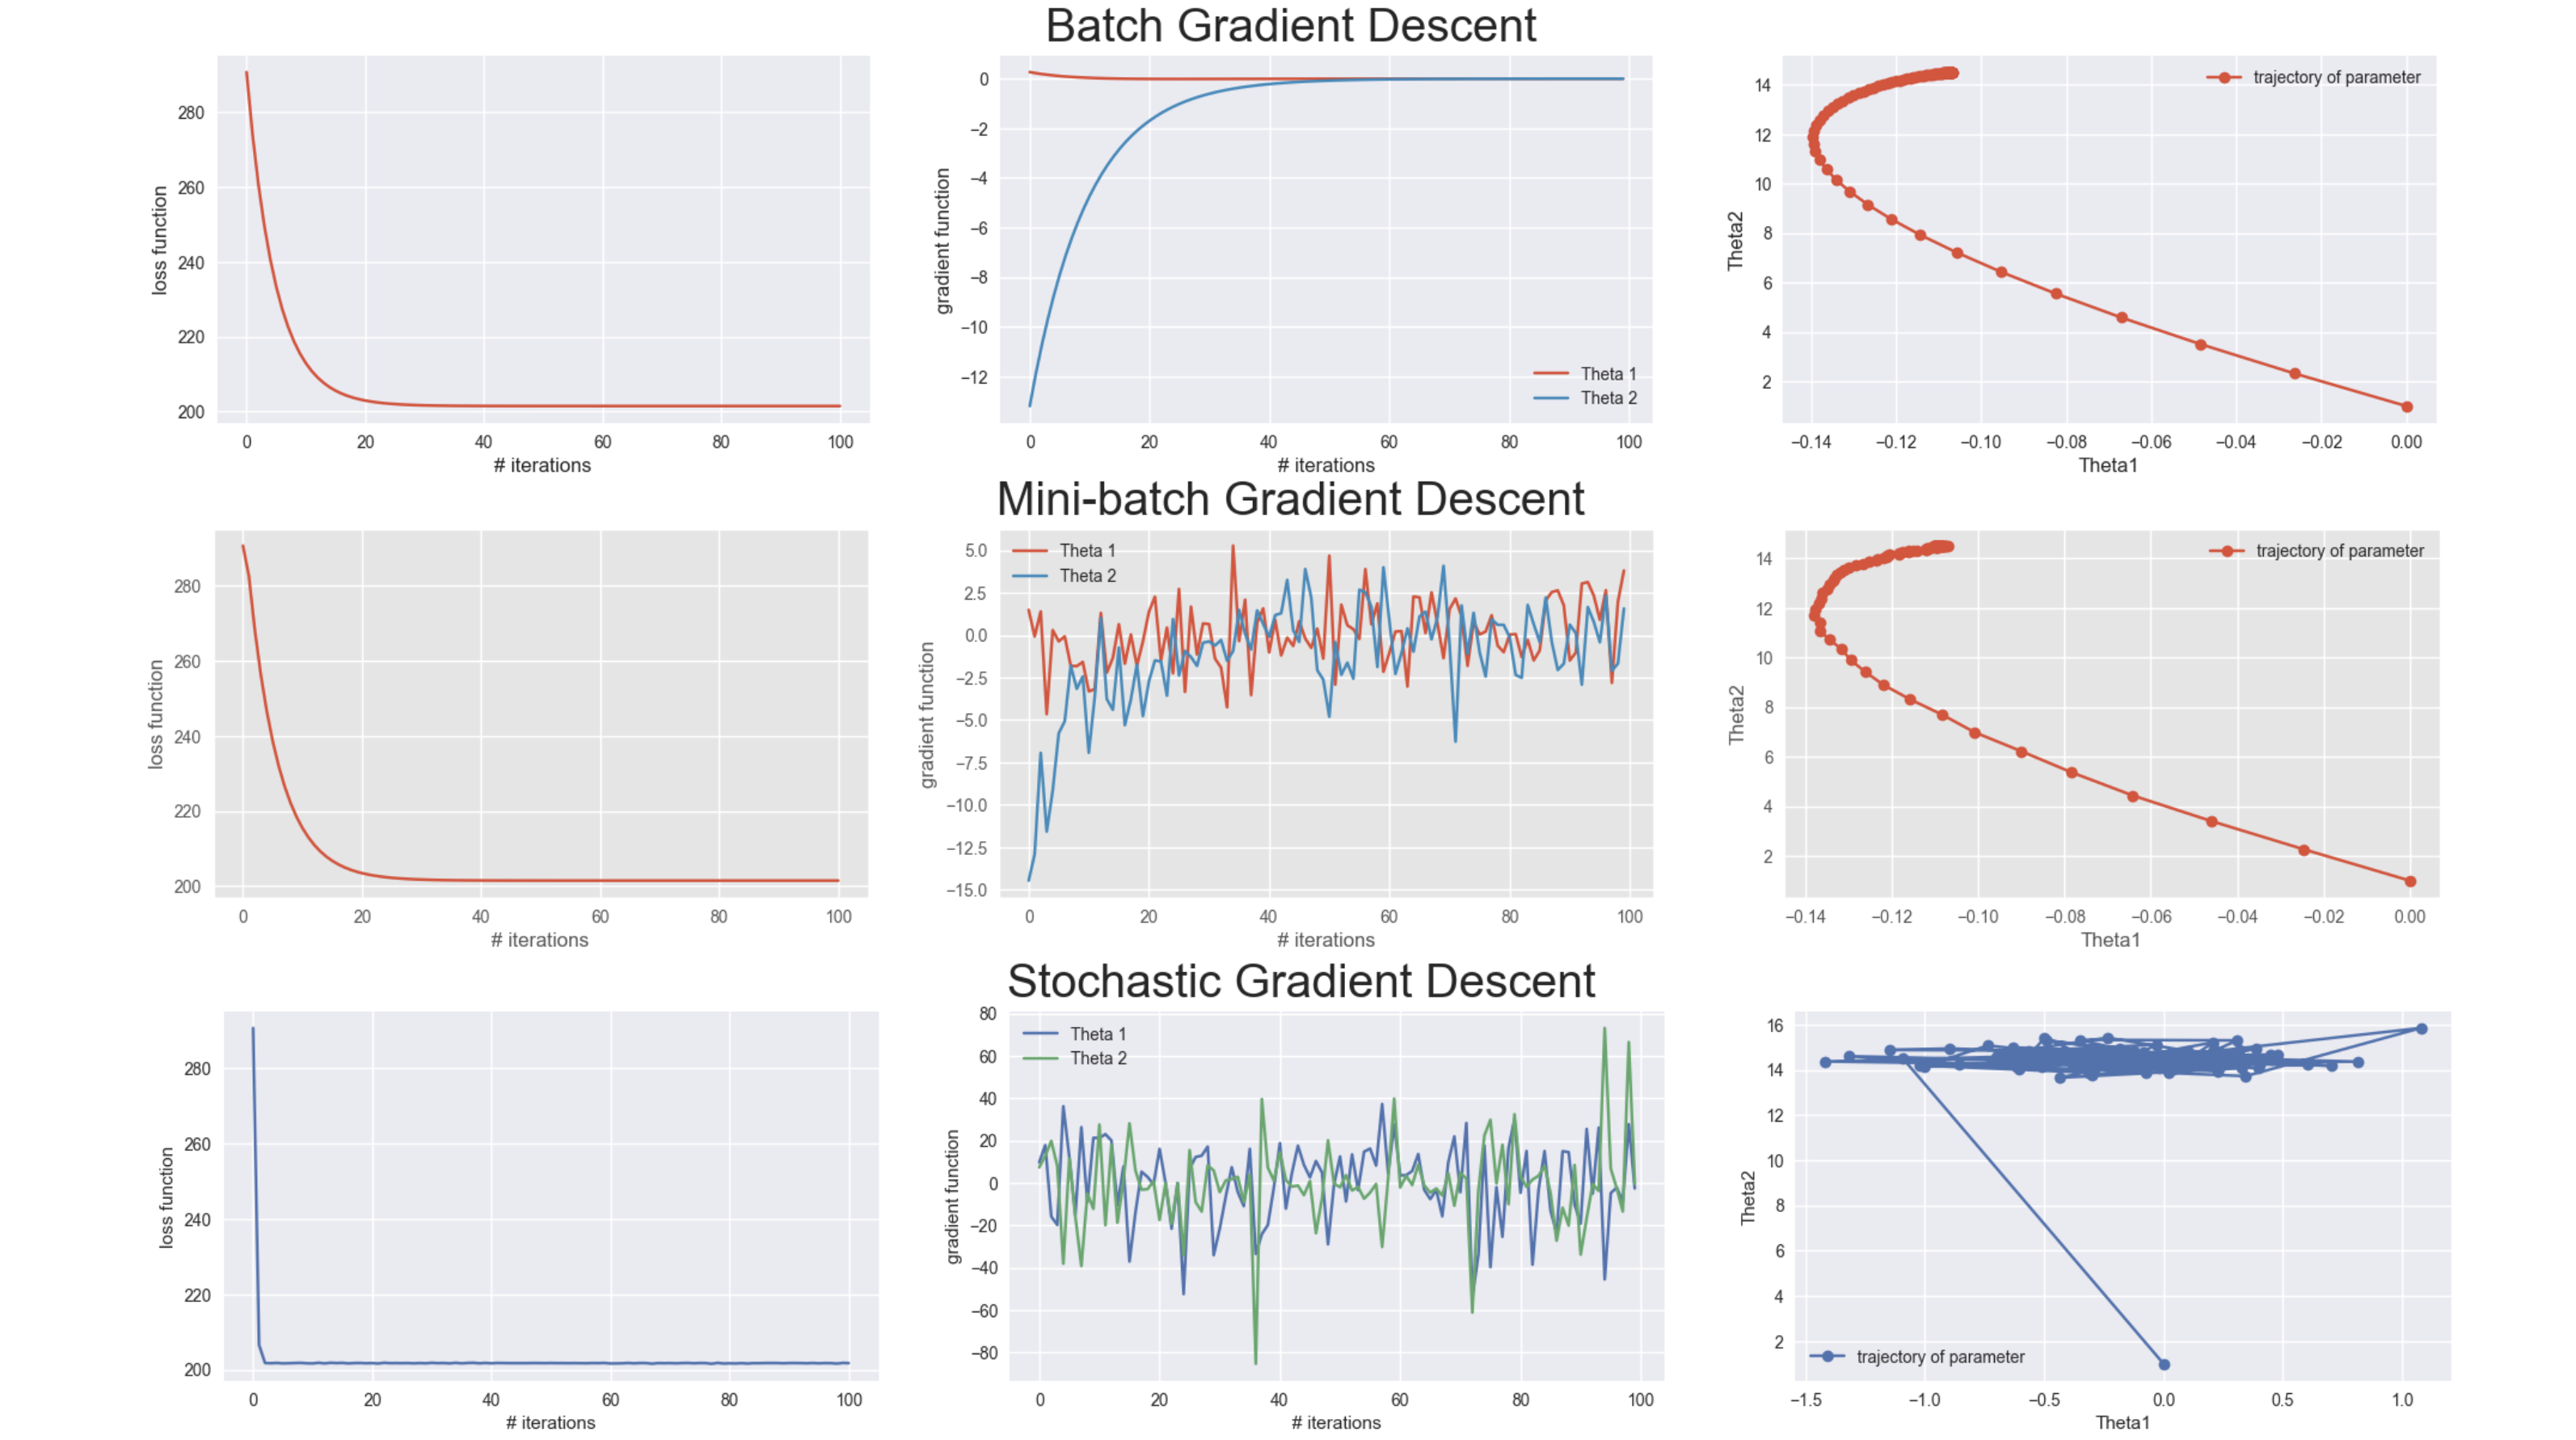 Batch Gradient Descent
280
260
240
220
200
loss function
0 20 40 60 80 100
# iterations
0
−2
−4
−6
−8
−10
−12
gradient function
Theta 1
Theta 2
0 20 40 60 80 100
# iterations
trajectory of parameter
14
12
10
8
6
4
2
Theta2
−0.14 −0.12 −0.10 −0.08 −0.06 −0.04 −0.02 0.00
Theta1
Mini-batch Gradient Descent
280
260
240
220
200
loss function
0 20 40 60 80 100
# iterations
Theta 1
Theta 2
5.0
2.5
0.0
−2.5
−5.0
−7.5
−10.0
−12.5
−15.0
gradient function
0 20 40 60 80 100
# iterations
trajectory of parameter
14
12
10
8
6
4
2
Theta2
−0.14 −0.12 −0.10 −0.08 −0.06 −0.04 −0.02 0.00
Theta1
Stochastic Gradient Descent
280
260
240
220
200
loss function
0 20 40 60 80 100
# iterations
Theta 1
Theta 2
80
60
40
20
0
−20
−40
−60
−80
gradient function
0 20 40 60 80 100
# iterations
16
14
12
10
8
6
4
2
Theta2
trajectory of parameter
−1.5 −1.0 −0.5 0.0 0.5 1.0
Theta1